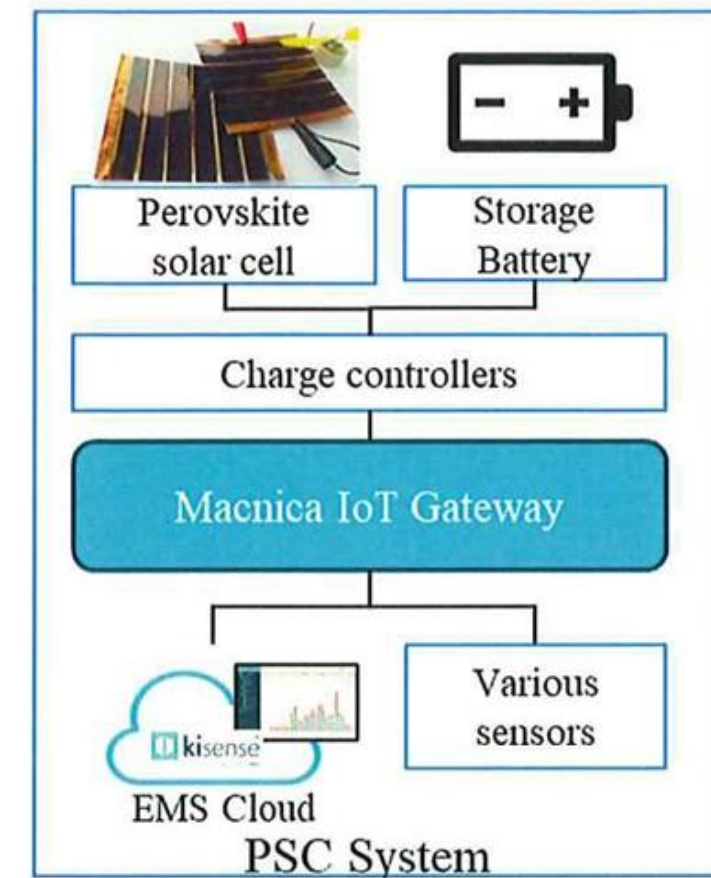 Perovskite
solar cell
Storage
Battery
Charge controllers
Macnica IoT Gateway
kisense
Various
sensors
EMS Cloud
PSC System